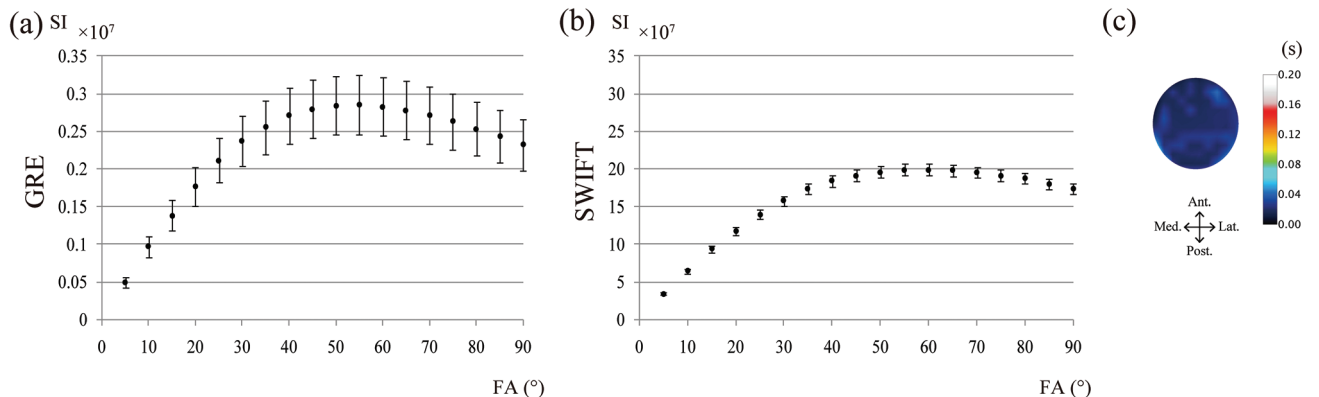 (a) SI
×10⁷
0.35
0.3
0.25
0.2
0.15
0.1
0.05
0
GRE
0 10 20 30 40 50 60 70 80 90
FA (°)
(b) SI
×10⁷
35
30
25
20
15
10
5
0
SWIFT
0 10 20 30 40 50 60 70 80 90
FA (°)
(c)
(s)
0.20
0.16
0.12
0.08
0.04
0.00
Ant.
Med. Lat.
Post.